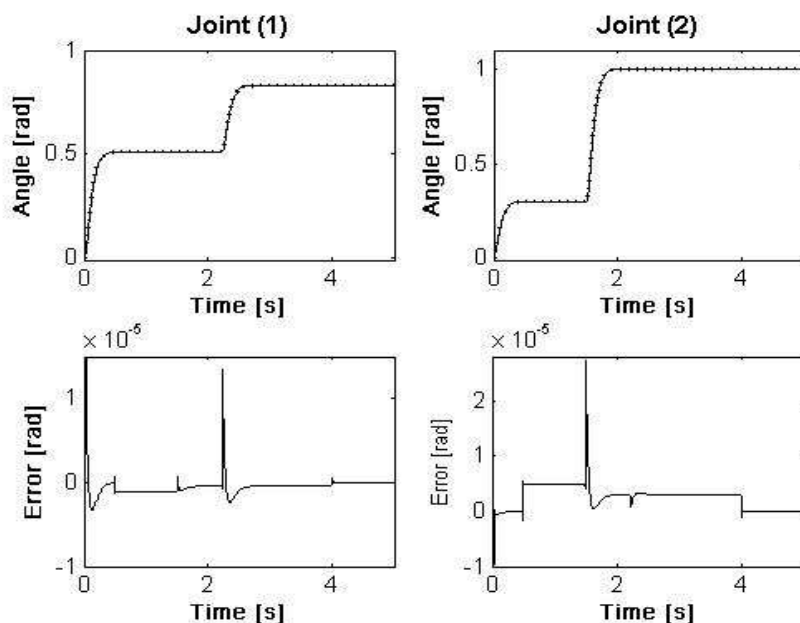 Joint (1)
Joint (2)
Angle [rad]
1
0.5
0
0
2
4
Time [s]
Angle [rad]
1
0.5
0
0
2
4
Time [s]
× 10⁻⁵
Error [rad]
1
0
-1
0
2
4
Time [s]
× 10⁻⁵
Error [rad]
2
1
0
-1
0
2
4
Time [s]